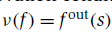 ν(f) = f^out(s)